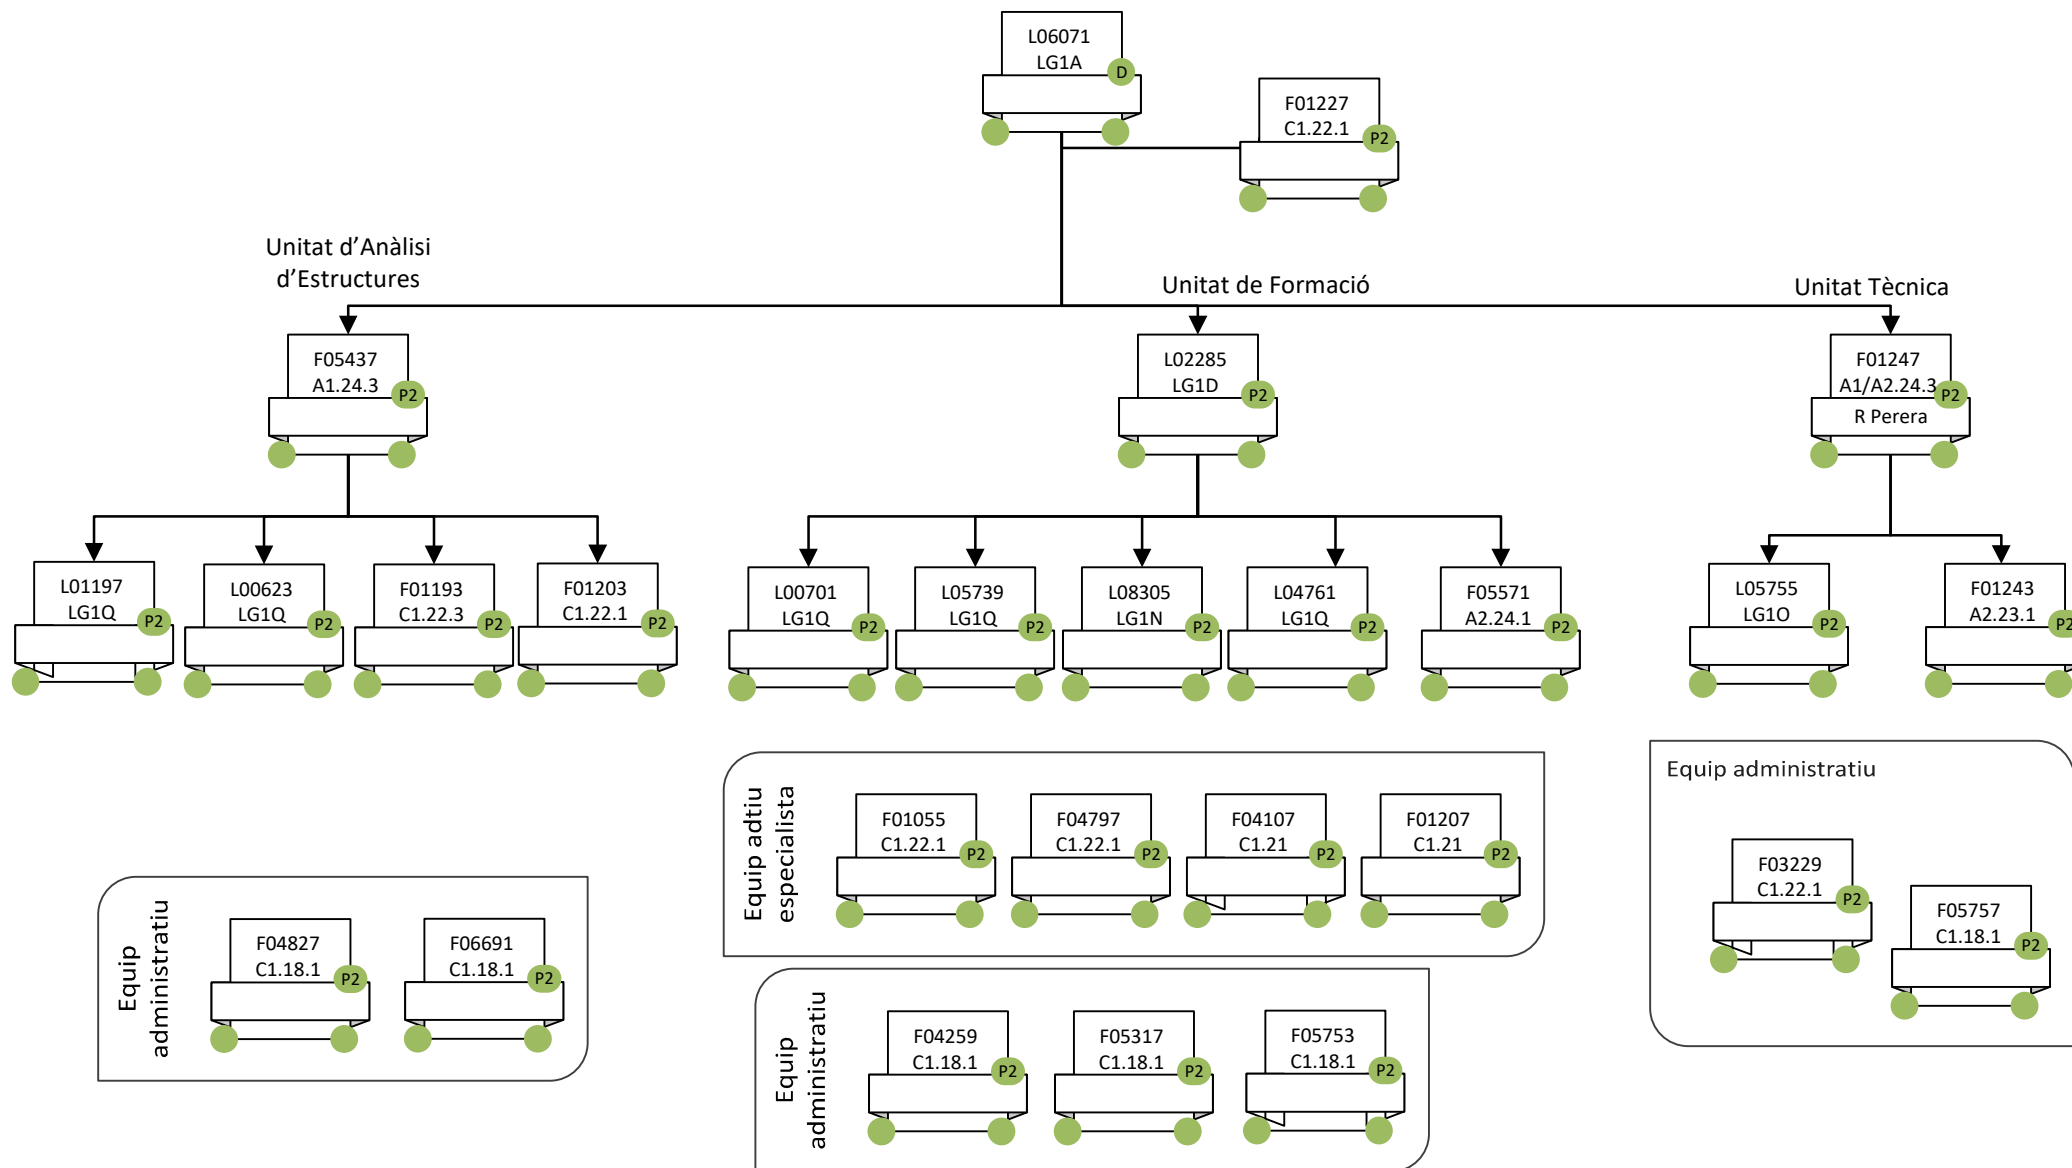 L06071
LG1A
D
F01227
C1.22.1
P2
Unitat d’Anàlisi
d’Estructures
Unitat de Formació
Unitat Tècnica
F05437
A1.24.3
P2
L02285
LG1D
P2
F01247
A1/A2.24.3
P2
R Perera
L01197
LG1Q
P2
L00623
LG1Q
P2
F01193
C1.22.3
P2
F01203
C1.22.1
P2
L00701
LG1Q
P2
L05739
LG1Q
P2
L08305
LG1N
P2
L04761
LG1Q
P2
F05571
A2.24.1
P2
L05755
LG1O
P2
F01243
A2.23.1
P2
Equip administratiu
F04827
C1.18.1
P2
F06691
C1.18.1
P2
Equip adtiu
especialista
F01055
C1.22.1
P2
F04797
C1.22.1
P2
F04107
C1.21
P2
F01207
C1.21
P2
Equip
administratiu
F04259
C1.18.1
P2
F05317
C1.18.1
P2
F05753
C1.18.1
P2
Equip
administratiu
F03229
C1.22.1
P2
F05757
C1.18.1
P2